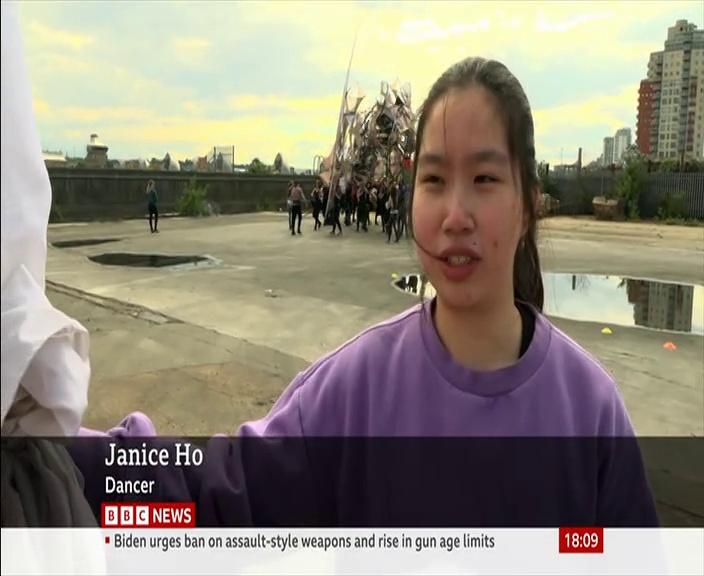 Janice Ho
Dancer
BBC NEWS
Biden urges ban on assault-style weapons and rise in gun age limits
18:09